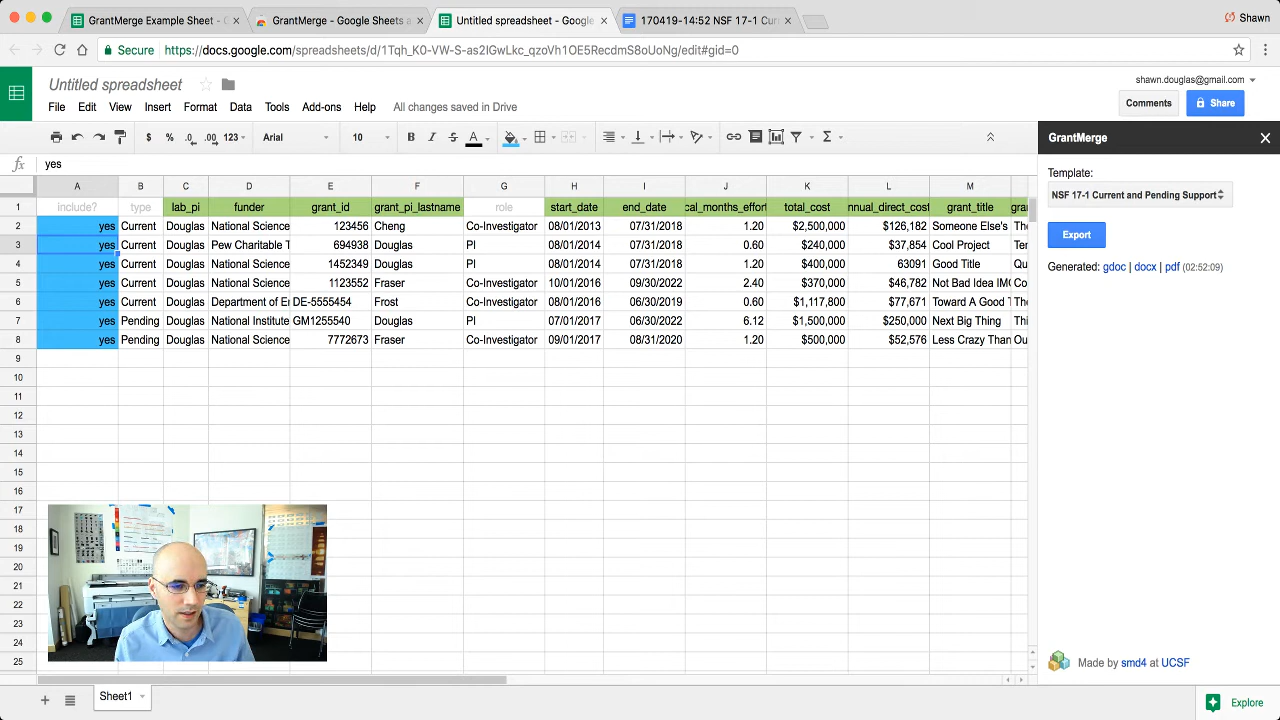 GrantMerge Example Sheet - G
GrantMerge - Google Sheets a
Untitled spreadsheet - Google
170419-14:52 NSF 17-1 Curr
Shawn
Secure
https://docs.google.com/spreadsheets/d/1Tqh_K0-VW-S-as2IGwLkc_qzoVh1OE5RecdmS8oUoNg/edit#gid=0
Untitled spreadsheet
shawn.douglas@gmail.com
File Edit View Insert Format Data Tools Add-ons Help All changes saved in Drive
Comments
Share
$ % .0 .00 123 Arial 10 B I S A Σ
GrantMerge
fx yes
Template:
NSF 17-1 Current and Pending Support
Export
Generated: gdoc | docx | pdf (02:52:09)
A B C D E F G H I J K L M
1 include? type lab_pi funder grant_id grant_pi_lastname role start_date end_date cal_months_effort total_cost nnual_direct_cost grant_title gra
2 yes Current Douglas National Science 123456 Cheng Co-Investigator 08/01/2013 07/31/2018 1.20 $2,500,000 $126,182 Someone Else's The
3 yes Current Douglas Pew Charitable T 694938 Douglas PI 08/01/2014 07/31/2018 0.60 $240,000 $37,854 Cool Project Ter
4 yes Current Douglas National Science 1452349 Douglas PI 08/01/2014 07/31/2018 1.20 $400,000 63091 Good Title Qu
5 yes Current Douglas National Science 1123552 Fraser Co-Investigator 10/01/2016 09/30/2022 2.40 $370,000 $46,782 Not Bad Idea IMO Co
6 yes Current Douglas Department of En DE-5555454 Frost Co-Investigator 08/01/2016 06/30/2019 0.60 $1,117,800 $77,671 Toward A Good T The
7 yes Pending Douglas National Institute GM1255540 Douglas PI 07/01/2017 06/30/2022 6.12 $1,500,000 $250,000 Next Big Thing Thi
8 yes Pending Douglas National Science 7772673 Fraser Co-Investigator 09/01/2017 08/31/2020 1.20 $500,000 $52,576 Less Crazy Than Ou
9
10
11
12
13
14
15
16
17
18
19
20
21
22
23
24
25
Made by smd4 at UCSF
Sheet1
Explore